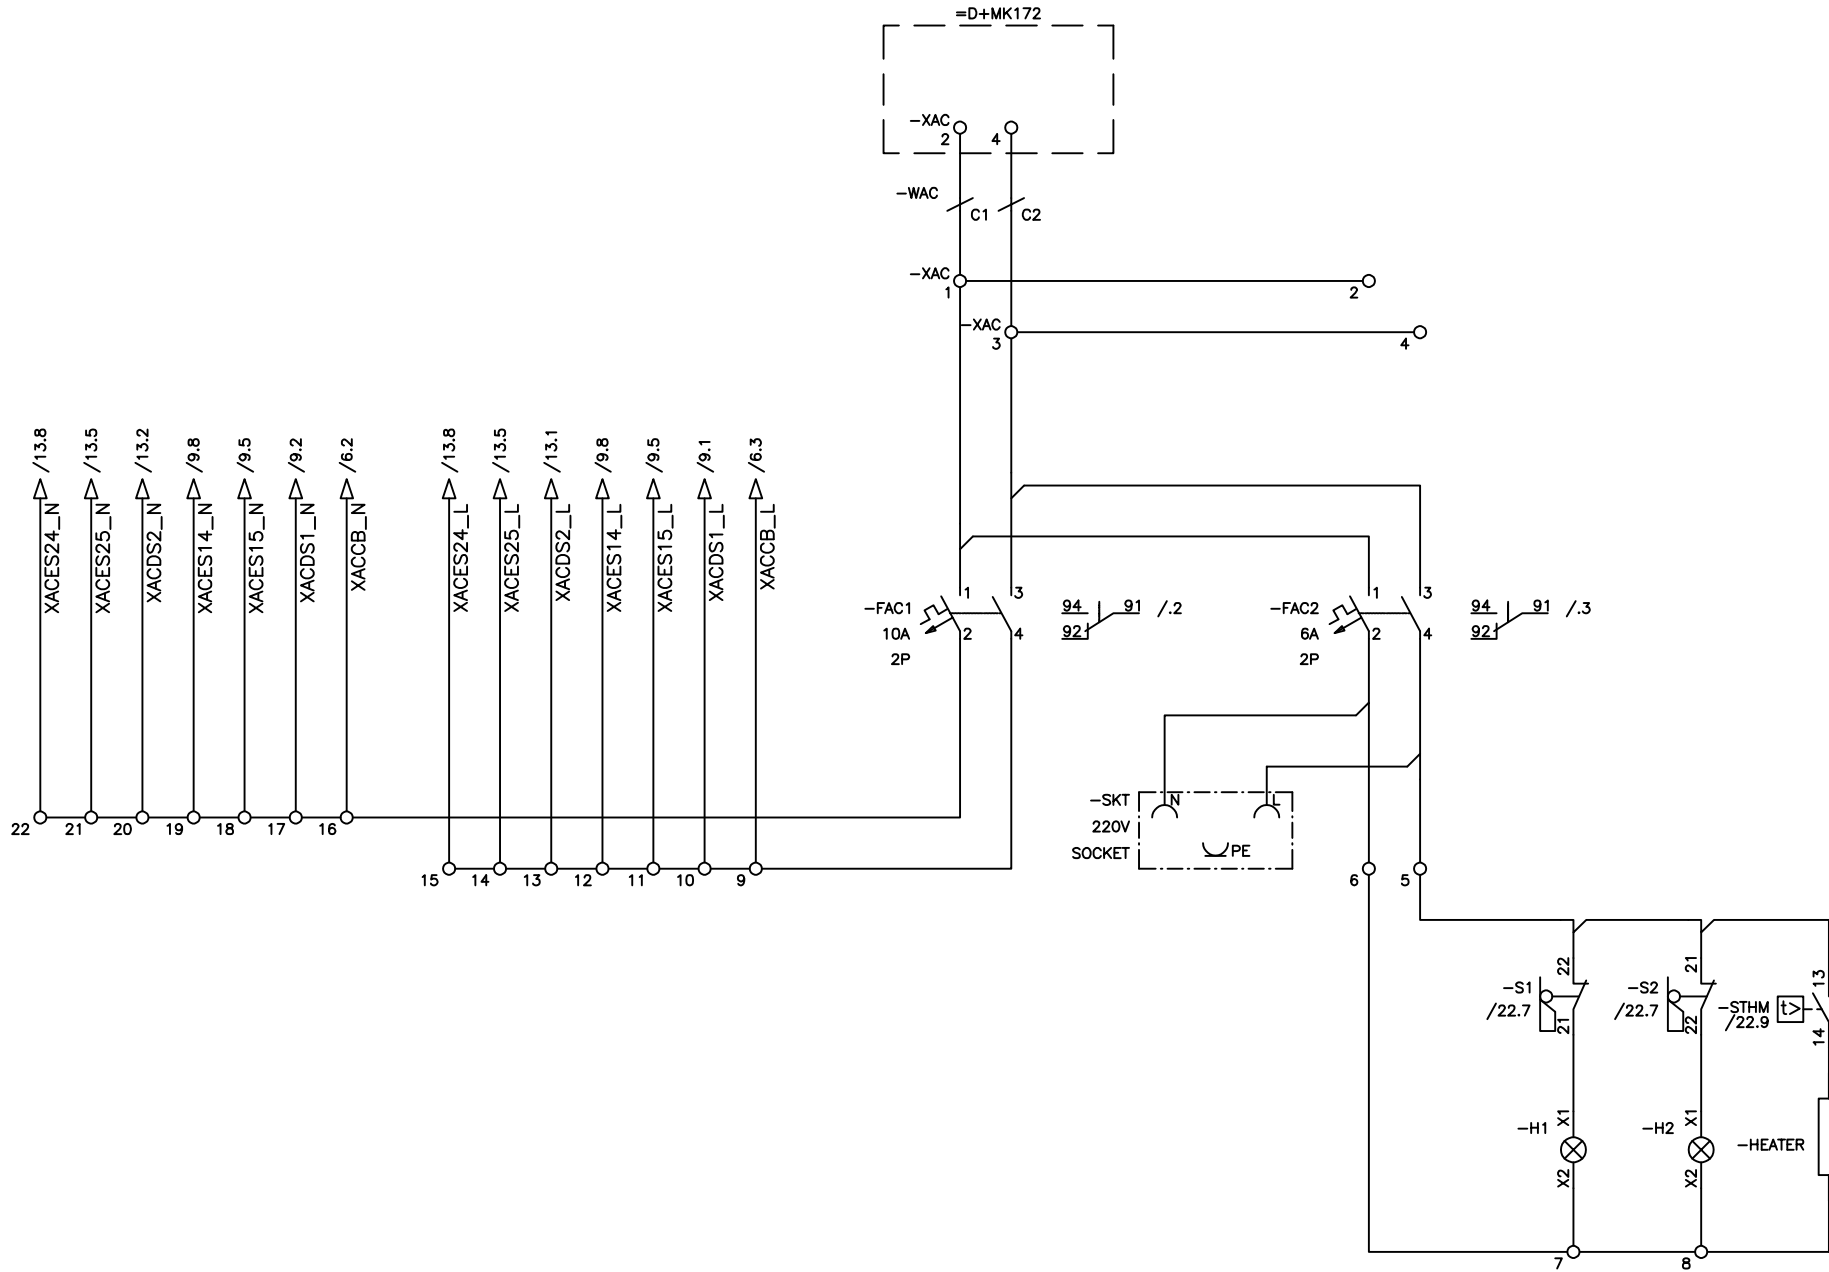 =D+MK172
-XAC
2
4
-WAC
C1
C2
-XAC
1
2
-XAC
3
4
/13.8
/13.5
/13.2
/9.8
/9.5
/9.2
/6.2
/13.8
/13.5
/13.1
/9.8
/9.5
/9.1
/6.3
XACES24_N
XACES25_N
XACDS2_N
XACES14_N
XACES15_N
XACDS1_N
XACCB_N
XACES24_L
XACES25_L
XACDS2_L
XACES14_L
XACES15_L
XACDS1_L
XACCB_L
1
3
-FAC1
10A
2P
2
4
94
91
/.2
92
1
3
-FAC2
6A
2P
2
4
94
91
/.3
92
-SKT
220V
SOCKET
N
L
PE
22
21
20
19
18
17
16
15
14
13
12
11
10
9
6
5
22
-S1
/22.7
21
21
-S2
/22.7
22
13
-STHM
/22.9
t>
14
-H1
X1
X2
-H2
X1
X2
-HEATER
7
8